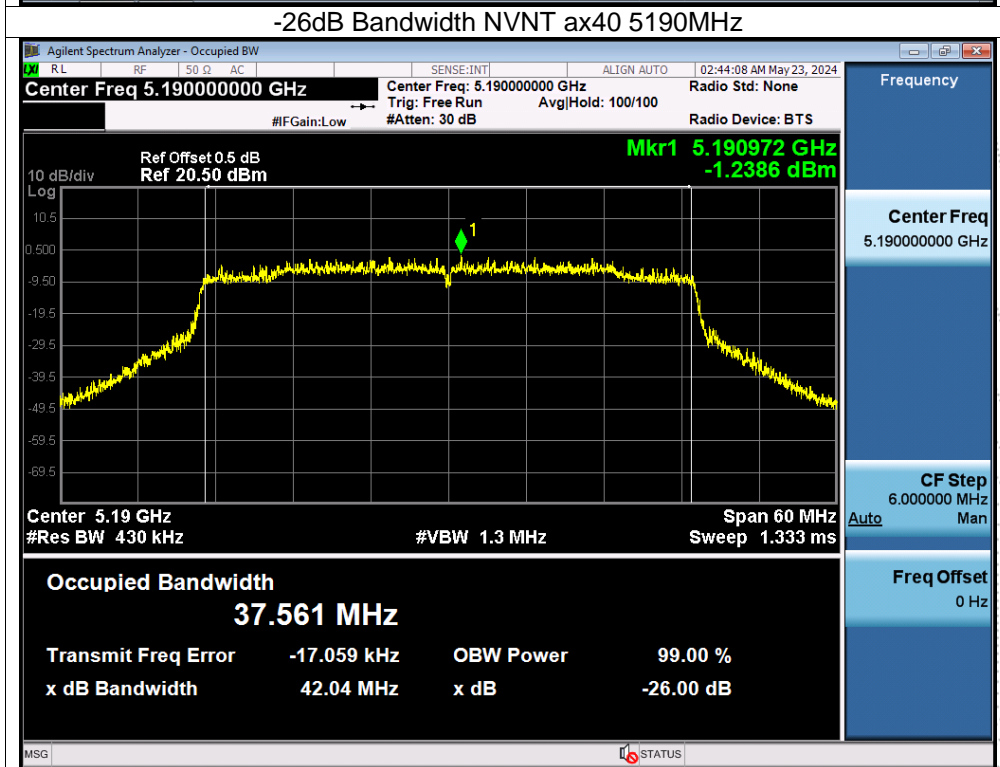 -26dB Bandwidth NVNT ax40 5190MHz
Agilent Spectrum Analyzer - Occupied BW
LXI RL RF 50 Ω AC SENSE:INT ALIGN AUTO 02:44:08 AM May 23, 2024
Center Freq 5.190000000 GHz
Center Freq: 5.190000000 GHz Radio Std: None
Trig: Free Run Avg|Hold: 100/100
#IFGain:Low #Atten: 30 dB Radio Device: BTS
Frequency
Mkr1 5.190972 GHz
-1.2386 dBm
Ref Offset 0.5 dB
10 dB/div Ref 20.50 dBm
Log
10.5
0.500
-9.50
-19.5
-29.5
-39.5
-49.5
-59.5
-69.5
1
Center 5.19 GHz Span 60 MHz
#Res BW 430 kHz #VBW 1.3 MHz Sweep 1.333 ms
Center Freq
5.190000000 GHz
CF Step
6.000000 MHz
Auto Man
Freq Offset
0 Hz
Occupied Bandwidth
37.561 MHz
Transmit Freq Error -17.059 kHz OBW Power 99.00 %
x dB Bandwidth 42.04 MHz x dB -26.00 dB
MSG STATUS